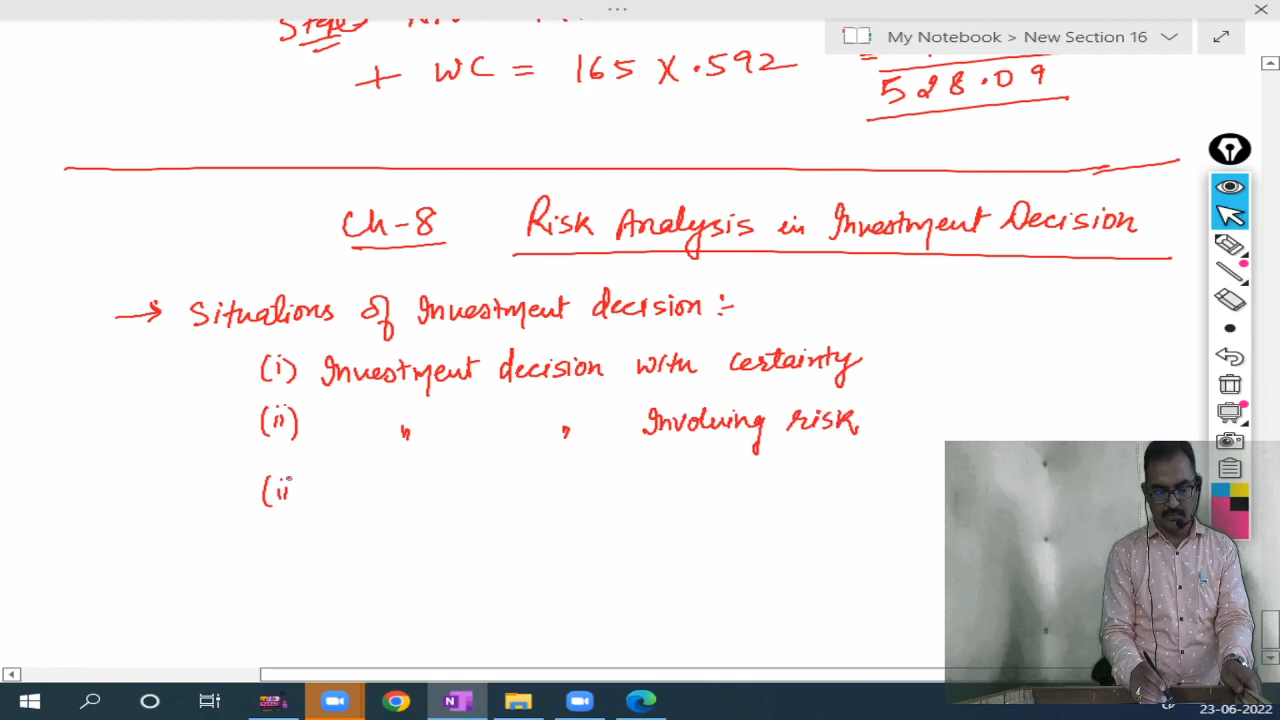 Steps
My Notebook > New Section 16
+ WC = 165 X .592 =
528.09
Ch-8 Risk Analysis in Investment Decision
→ Situations of Investment decision :-
(i) Investment decision with certainty
(ii) " " Involving risk
(ii
23-06-2022